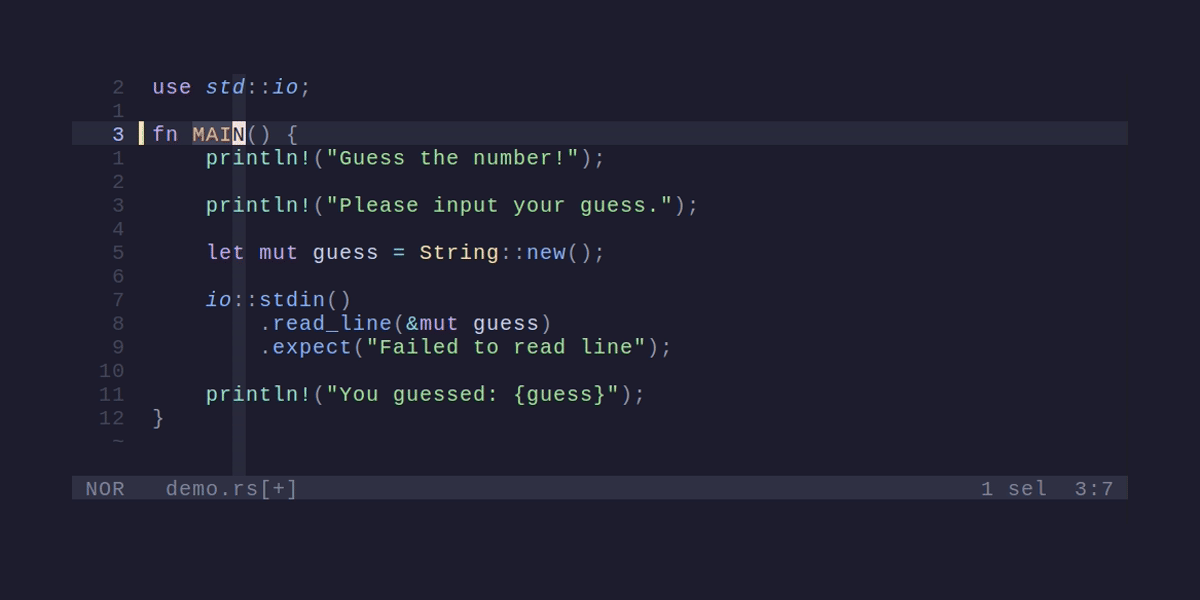 2 use std::io;
1
3 fn MAIN() {
1     println!("Guess the number!");
2
3     println!("Please input your guess.");
4
5     let mut guess = String::new();
6
7     io::stdin()
8         .read_line(&mut guess)
9         .expect("Failed to read line");
10
11     println!("You guessed: {guess}");
12 }
~
NOR   demo.rs[+]   1 sel  3:7